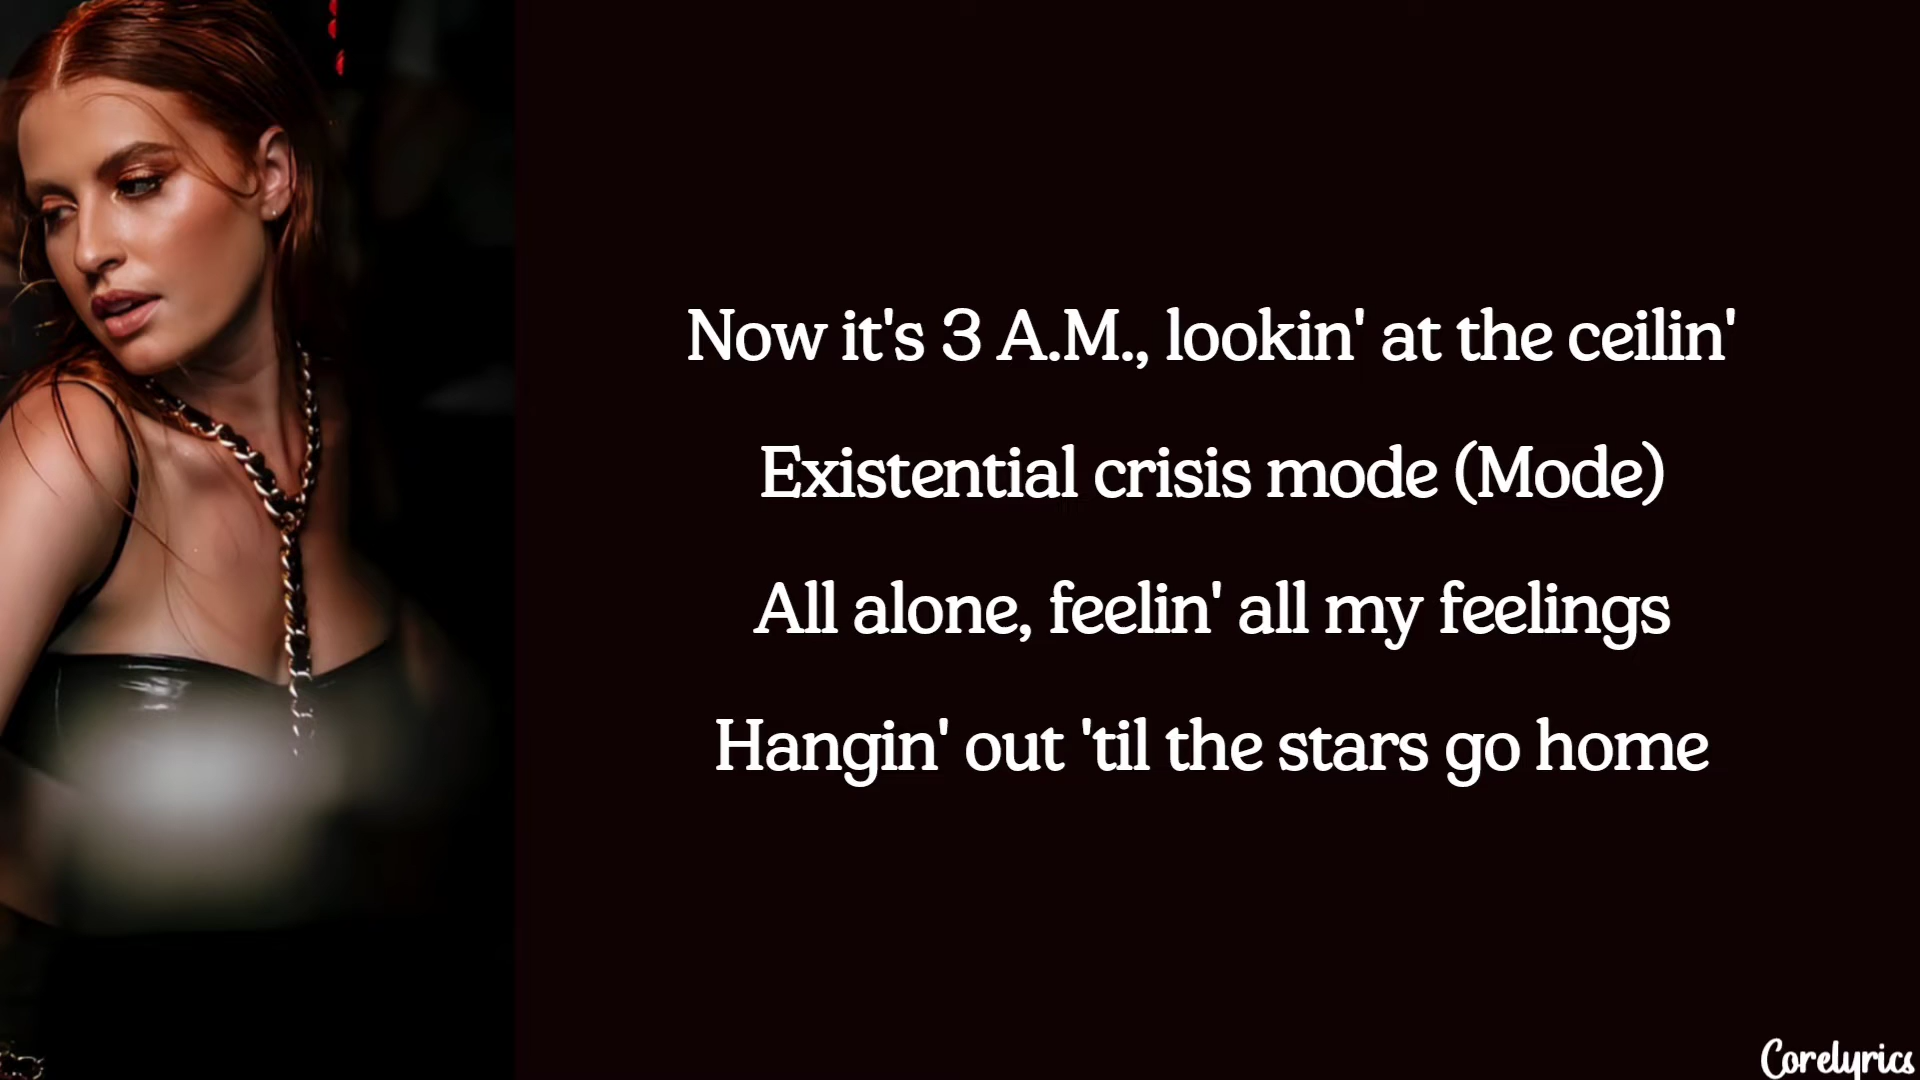 Now it's 3 A.M., lookin' at the ceilin'
Existential crisis mode (Mode)
All alone, feelin' all my feelings
Hangin' out 'til the stars go home
Corelyrics